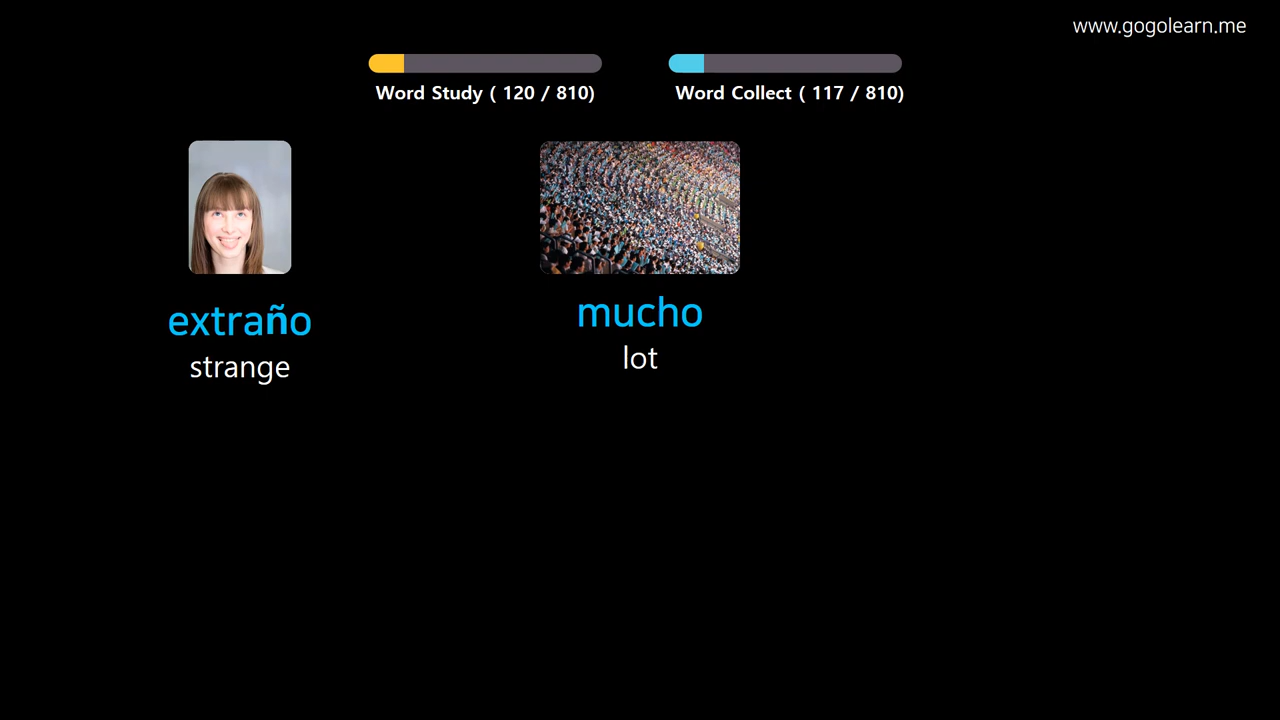 www.gogolearn.me
Word Study ( 120 / 810)
Word Collect ( 117 / 810)
extraño
strange
mucho
lot